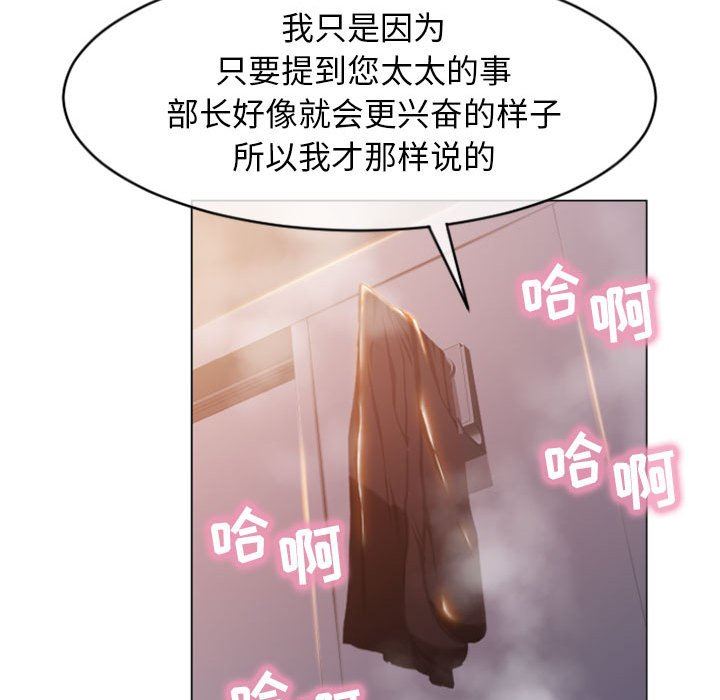 我只是因为
只要提到您太太的事
部长好像就会更兴奋的样子
所以我才那样说的
哈啊
哈啊
哈啊
哈啊